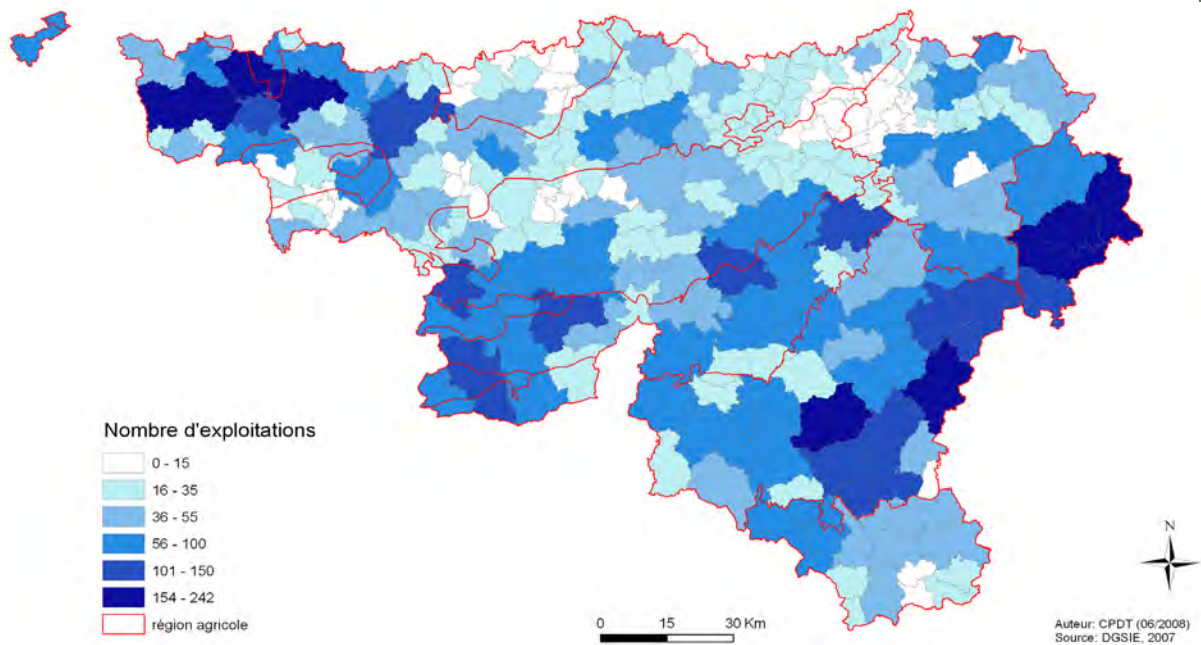 Nombre d'exploitations
0 - 15
16 - 35
36 - 55
56 - 100
101 - 150
154 - 242
région agricole
0 15 30 Km
N
Auteur: CPDT (06/2008)
Source: DGSIE, 2007